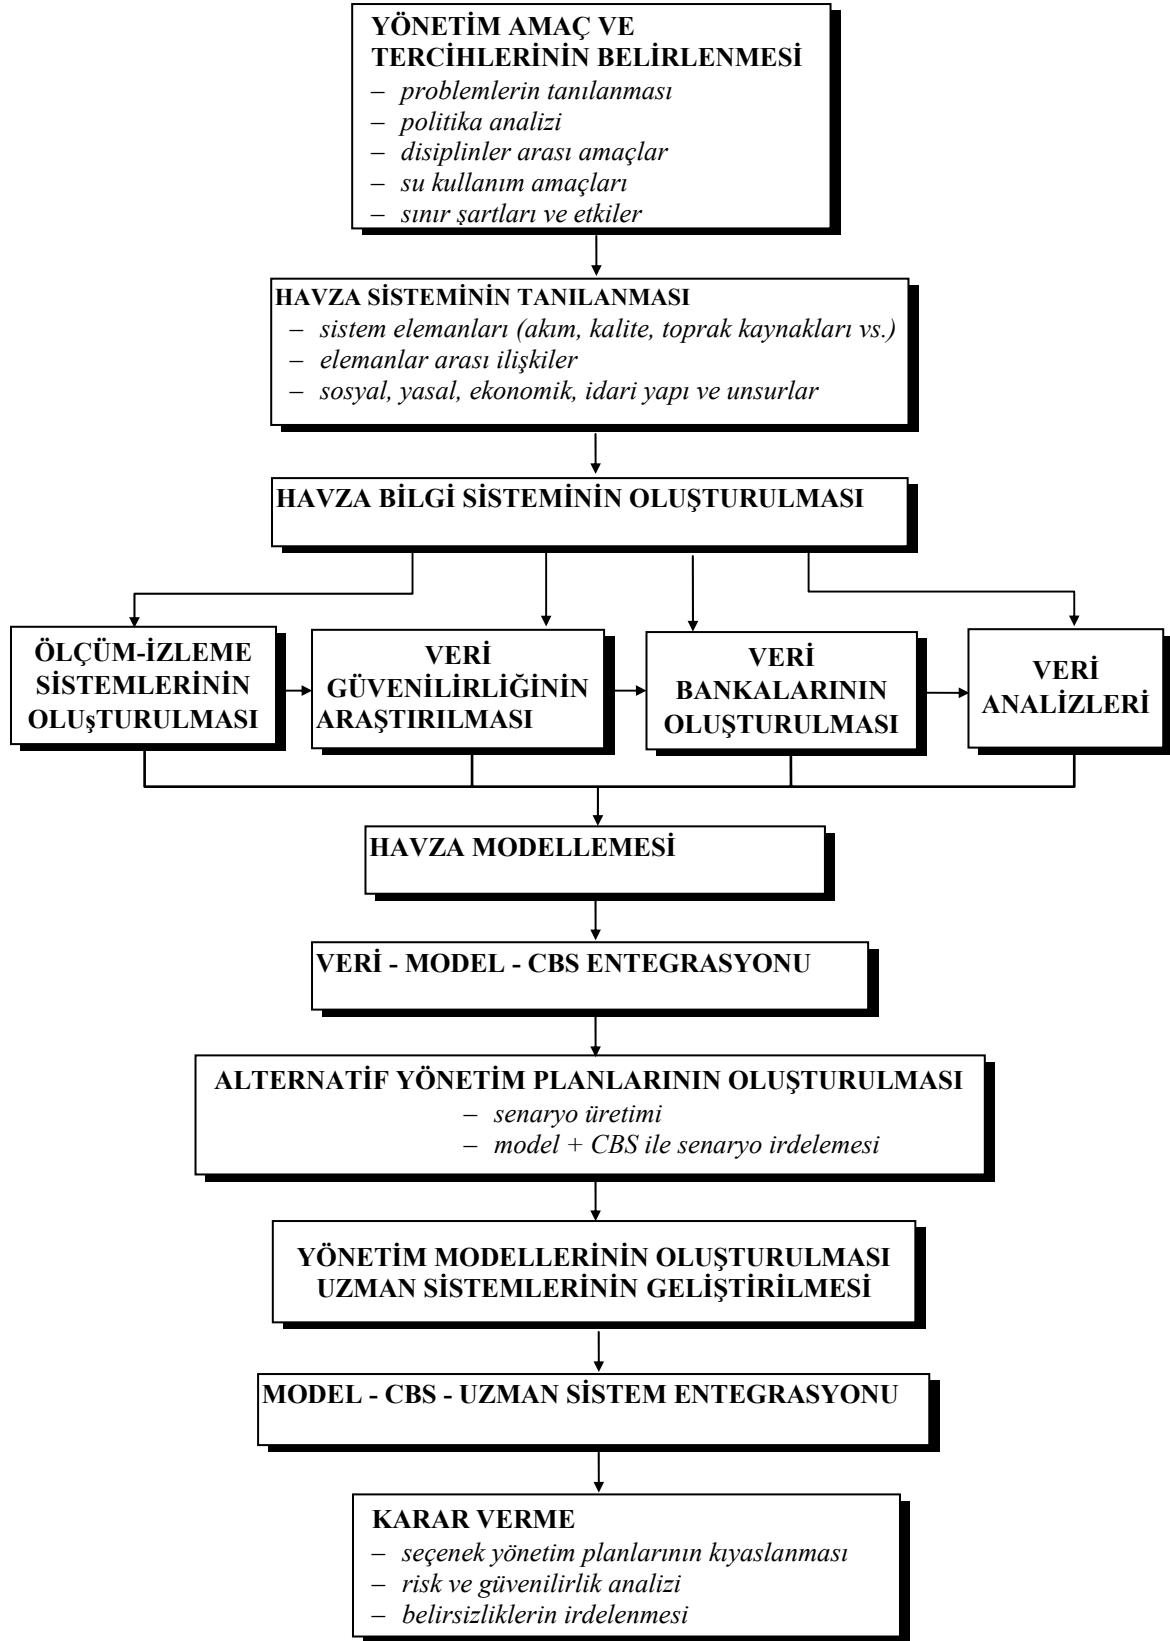 YÖNETİM AMAÇ VE
TERCİHLERİNİN BELİRLENMESİ
– problemlerin tanılanması
– politika analizi
– disiplinler arası amaçlar
– su kullanım amaçları
– sınır şartları ve etkiler
HAVZA SİSTEMİNİN TANILANMASI
– sistem elemanları (akım, kalite, toprak kaynakları vs.)
– elemanlar arası ilişkiler
– sosyal, yasal, ekonomik, idari yapı ve unsurlar
HAVZA BİLGİ SİSTEMİNİN OLUŞTURULMASI
ÖLÇÜM-İZLEME
SİSTEMLERİNİN
OLUşTURULMASI
VERİ
GÜVENİLİRLİĞİNİN
ARAŞTIRILMASI
VERİ
BANKALARININ
OLUŞTURULMASI
VERİ
ANALİZLERİ
HAVZA MODELLEMESİ
VERİ - MODEL - CBS ENTEGRASYONU
ALTERNATİF YÖNETİM PLANLARININ OLUŞTURULMASI
– senaryo üretimi
– model + CBS ile senaryo irdelemesi
YÖNETİM MODELLERİNİN OLUŞTURULMASI
UZMAN SİSTEMLERİNİN GELİŞTİRİLMESİ
MODEL - CBS - UZMAN SİSTEM ENTEGRASYONU
KARAR VERME
– seçenek yönetim planlarının kıyaslanması
– risk ve güvenilirlik analizi
– belirsizliklerin irdelenmesi